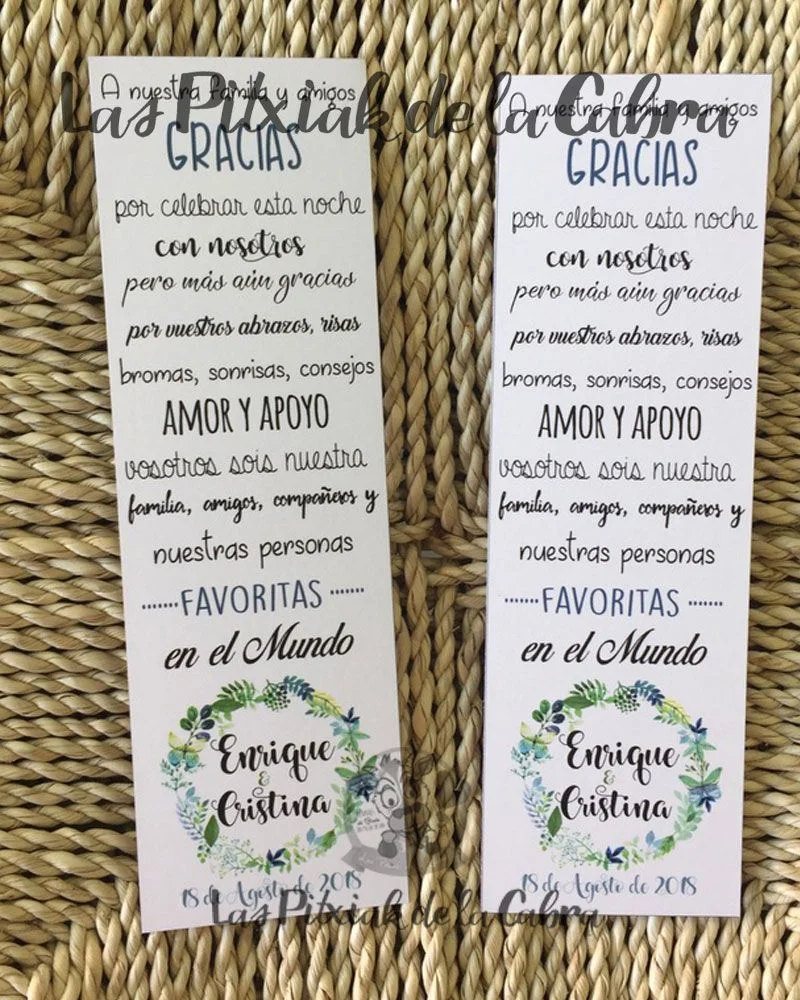 Las Pitxiak de la Cabra
A nuestra familia y amigos
GRACIAS
por celebrar esta noche
con nosotros
pero más aún gracias
por vuestros abrazos, risas
bromas, sonrisas, consejos
AMOR Y APOYO
vosotros sois nuestra
familia, amigos, compañeros y
nuestras personas
.......FAVORITAS.......
en el Mundo
Enrique
&
Cristina
18 de Agosto de 2018
A nuestra familia a amigos
GRACIAS
por celebrar esta noche
con nosotros
pero más aún gracias
por vuestros abrazos, risas
bromas, sonrisas, consejos
AMOR Y APOYO
vosotros sois nuestra
familia, amigos, compañeros y
nuestras personas
.......FAVORITAS.......
en el Mundo
Enrique
&
Cristina
18 de Agosto de 2018
Las Pitxiak de la Cabra